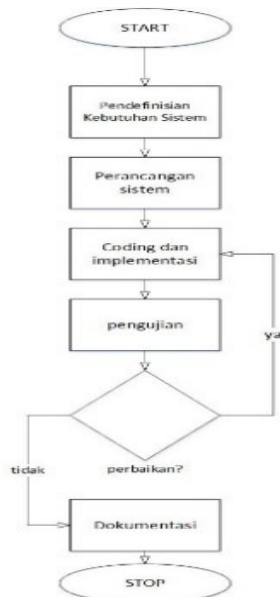 START
Pendefinisian
Kebutuhan Sistem
Perancangan
sistem
Coding dan
implementasi
pengujian
ya
tidak
perbaikan?
Dokumentasi
STOP